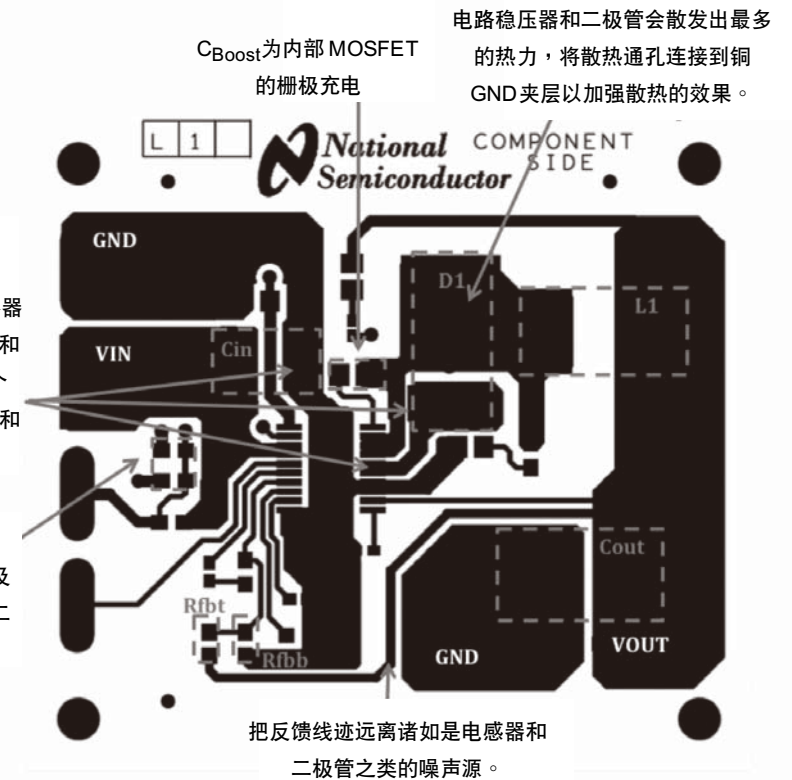 电路稳压器和二极管会散发出最多
的热力，将散热通孔连接到铜
GND夹层以加强散热的效果。
CBoost为内部 MOSFET
的栅极充电
L 1
National
Semiconductor
COMPONENT
SIDE
GND
D1
L1
器
和
VIN
Cin
个
和
及
二
Rfbt
Rfbb
Cout
GND
VOUT
把反馈线迹远离诸如是电感器和
二极管之类的噪声源。